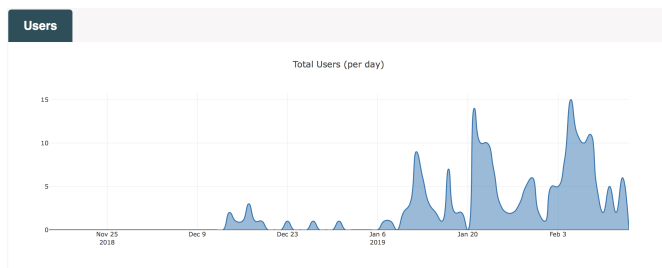 Users
Total Users (per day)
15
10
5
0
Nov 25
2018
Dec 9
Dec 23
Jan 6
2019
Jan 20
Feb 3